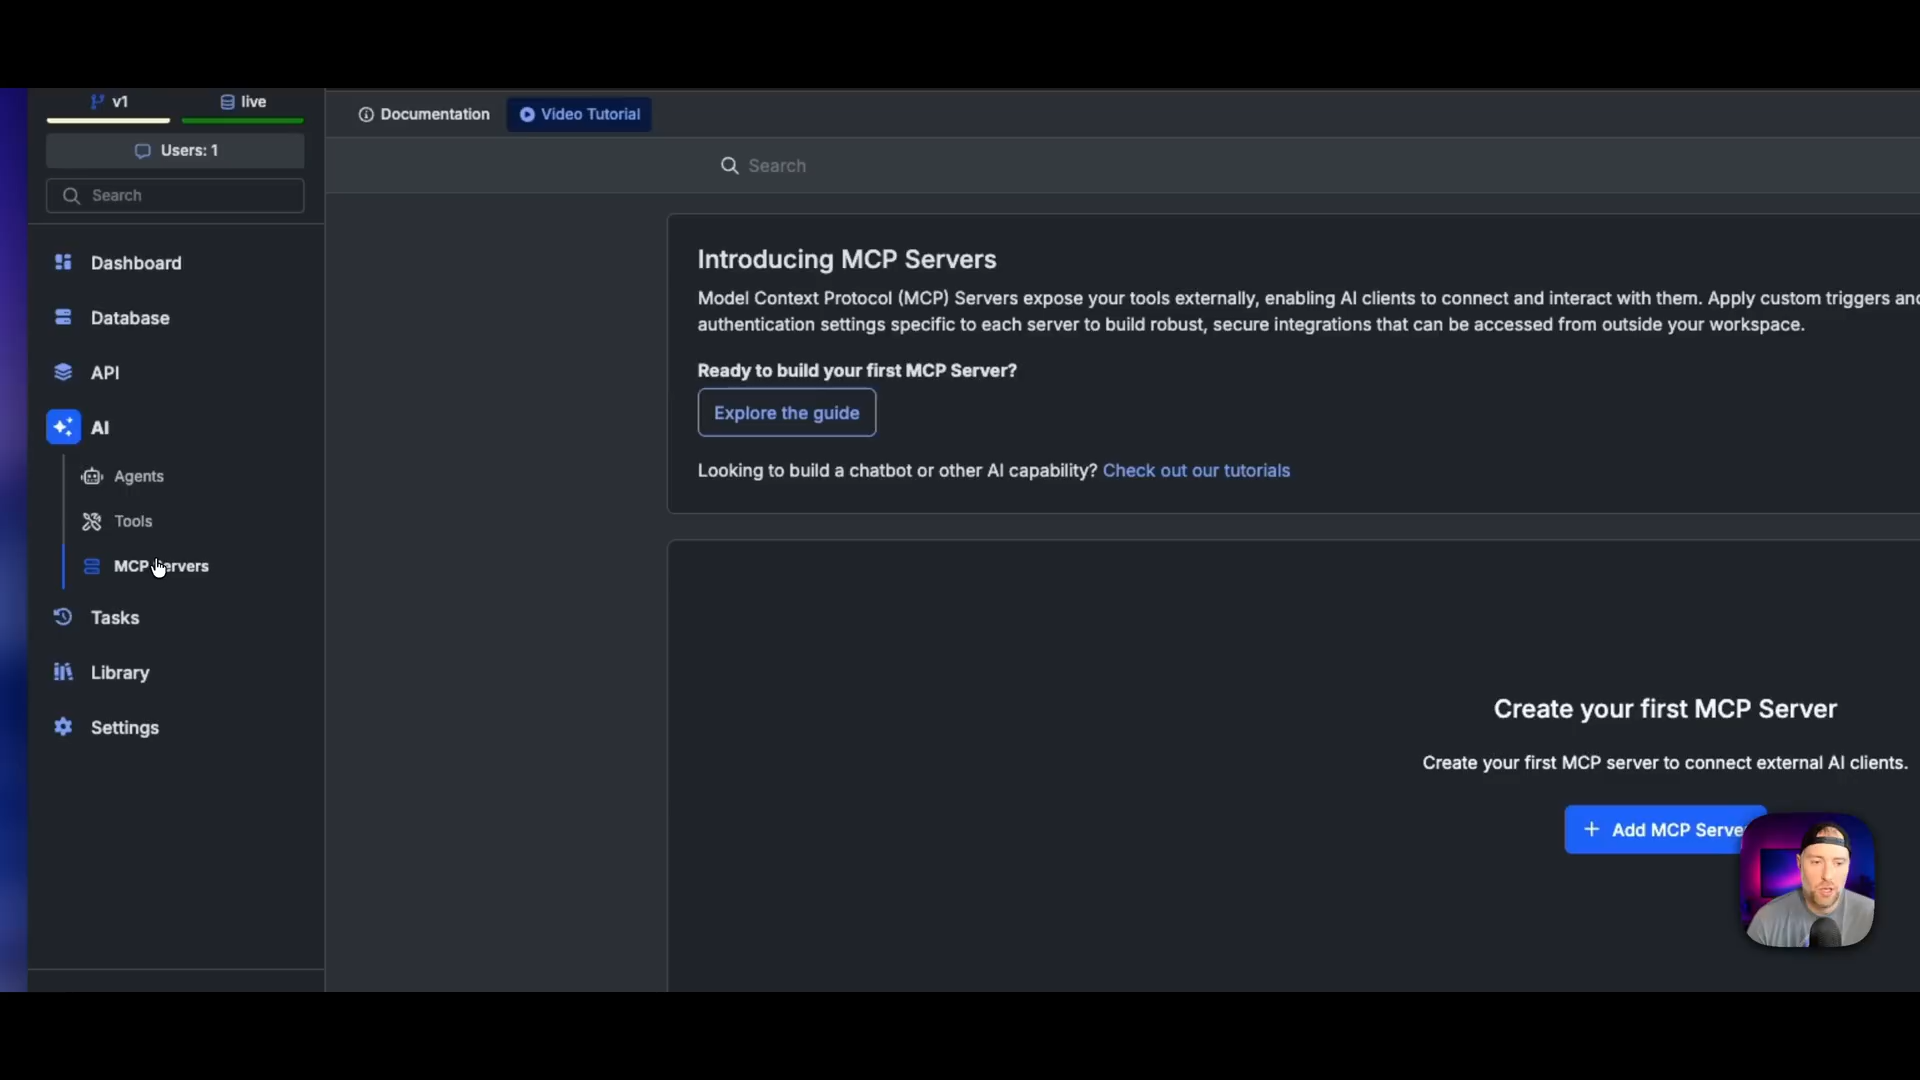 v1
live
Users: 1
Search
Dashboard
Database
API
AI
Agents
Tools
MCP Servers
Tasks
Library
Settings
Documentation
Video Tutorial
Search
Introducing MCP Servers
Model Context Protocol (MCP) Servers expose your tools externally, enabling AI clients to connect and interact with them. Apply custom triggers and
authentication settings specific to each server to build robust, secure integrations that can be accessed from outside your workspace.
Ready to build your first MCP Server?
Explore the guide
Looking to build a chatbot or other AI capability? Check out our tutorials
Create your first MCP Server
Create your first MCP server to connect external AI clients.
+ Add MCP Server